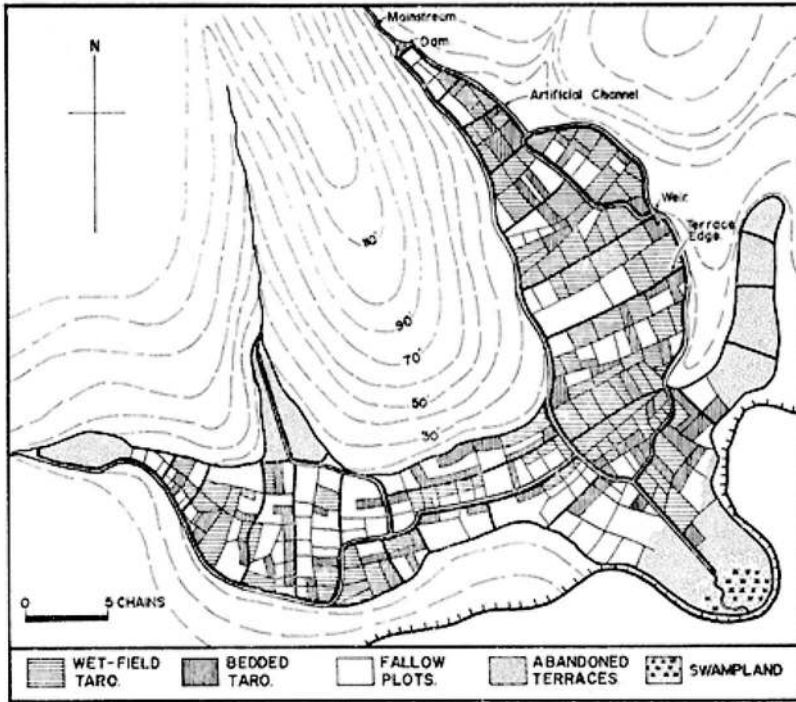 Mainstream
Dam
N
Artificial Channel
Weir
Terrace
Edge
110'
90'
70'
50'
30'
0 5 CHAINS
WET-FIELD TARO.
BEDDED TARO.
FALLOW PLOTS.
ABANDONED TERRACES
SWAMPLAND